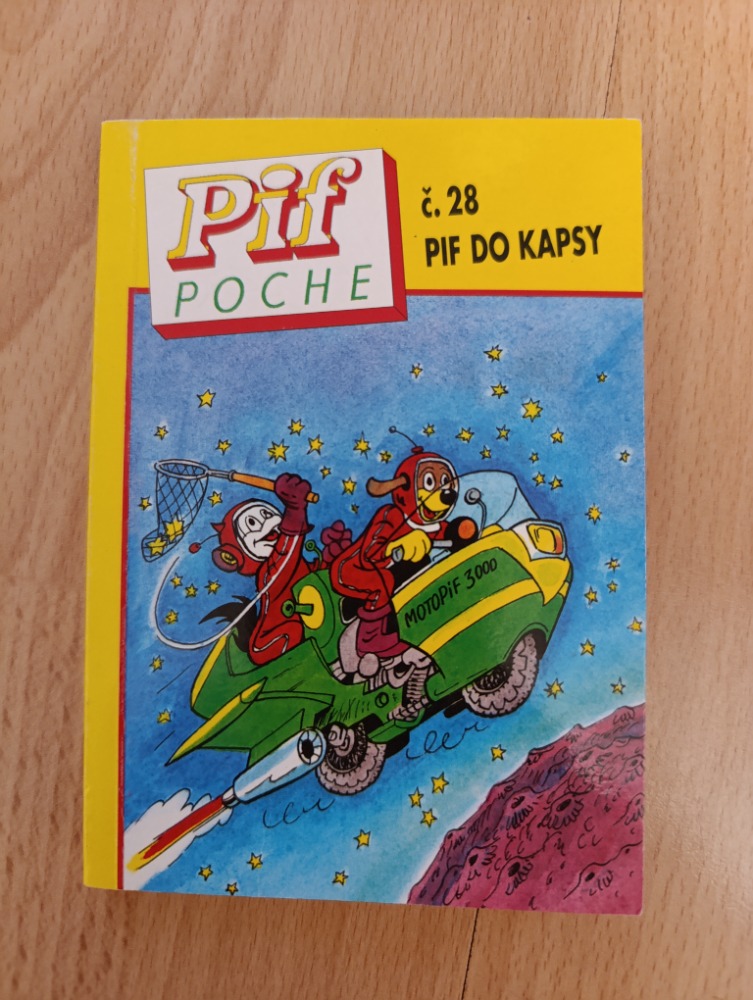 Pif
POCHE
č. 28
PIF DO KAPSY
MOTOPiF 3000